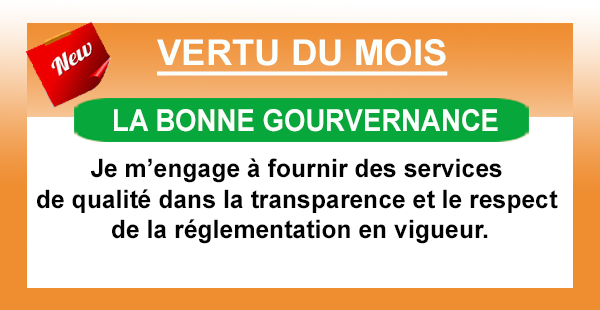 New
VERTU DU MOIS
LA BONNE GOURVERNANCE
Je m’engage à fournir des services
de qualité dans la transparence et le respect
de la réglementation en vigueur.